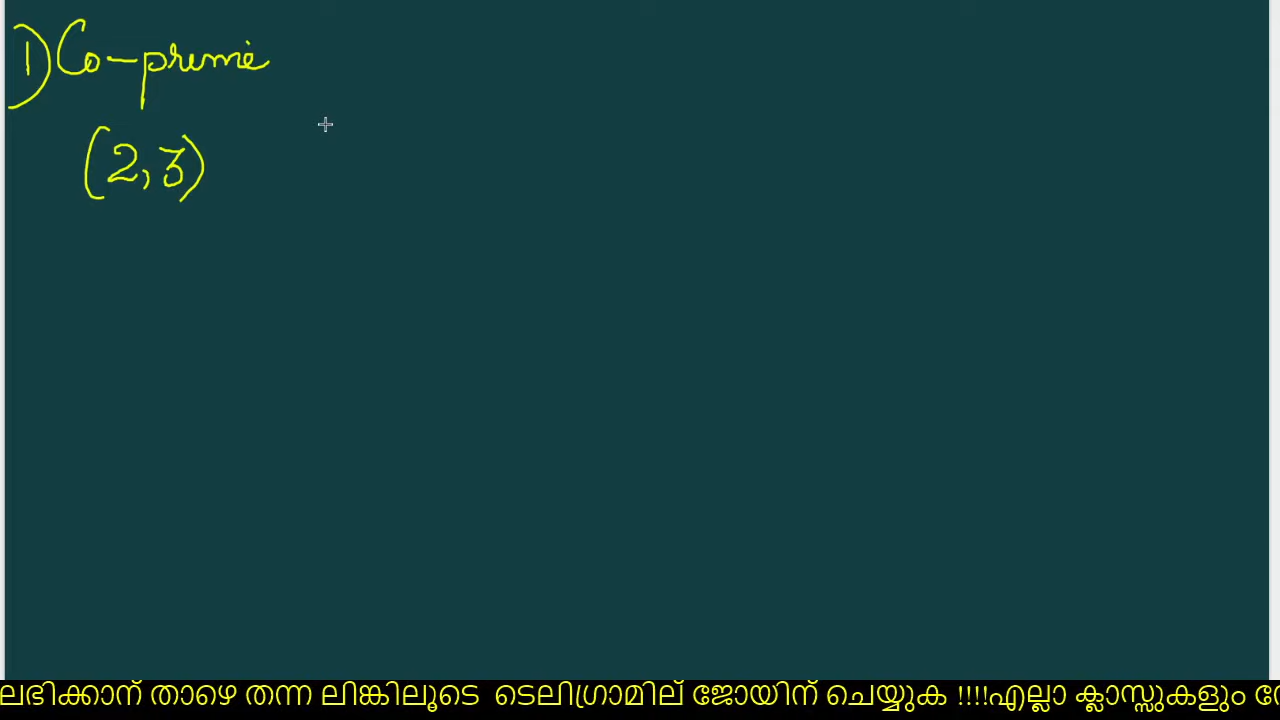 1) Co-prime
(2,3)
ലഭിക്കാന് താഴെ തന്ന ലിങ്കിലൂടെ ടെലിഗ്രാമില് ജോയിന് ചെയ്യുക !!!!എല്ലാ ക്ലാസ്സുകളും